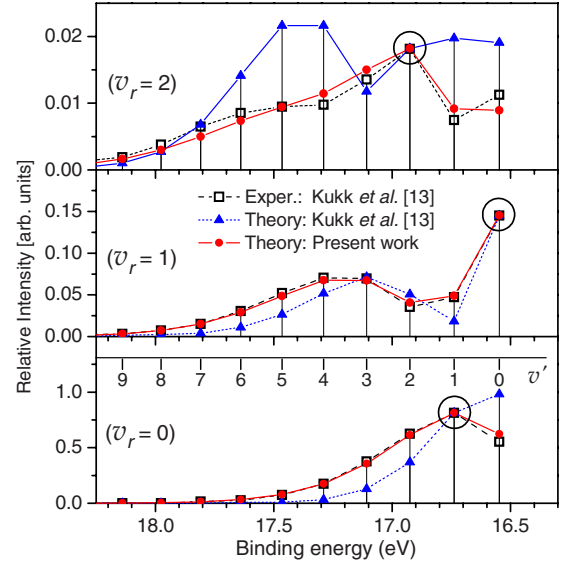 0.02
0.01
0.00
(υr = 2)
Relative Intensity [arb. units]
0.15
0.10
0.05
0.00
(υr = 1)
Exper.: Kukk et al. [13]
Theory: Kukk et al. [13]
Theory: Present work
9 8 7 6 5 4 3 2 1 0 υ'
1.0
0.5
0.0
(υr = 0)
18.0 17.5 17.0 16.5
Binding energy (eV)